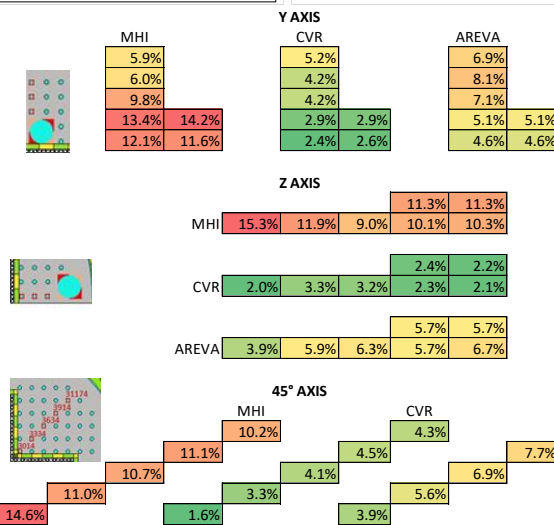 Y AXIS
MHI CVR AREVA
5.9% 5.2% 6.9%
6.0% 4.2% 8.1%
9.8% 4.2% 7.1%
13.4% 14.2% 2.9% 2.9% 5.1% 5.1%
12.1% 11.6% 2.4% 2.6% 4.6% 4.6%
Z AXIS
11.3% 11.3%
MHI 15.3% 11.9% 9.0% 10.1% 10.3%
2.4% 2.2%
CVR 2.0% 3.3% 3.2% 2.3% 2.1%
5.7% 5.7%
AREVA 3.9% 5.9% 6.3% 5.7% 6.7%
45° AXIS
31174
3914
3634
3334
3014
MHI CVR
10.2% 4.3%
11.1% 4.5% 7.7%
10.7% 4.1% 6.9%
11.0% 3.3% 5.6%
14.6% 1.6% 3.9%